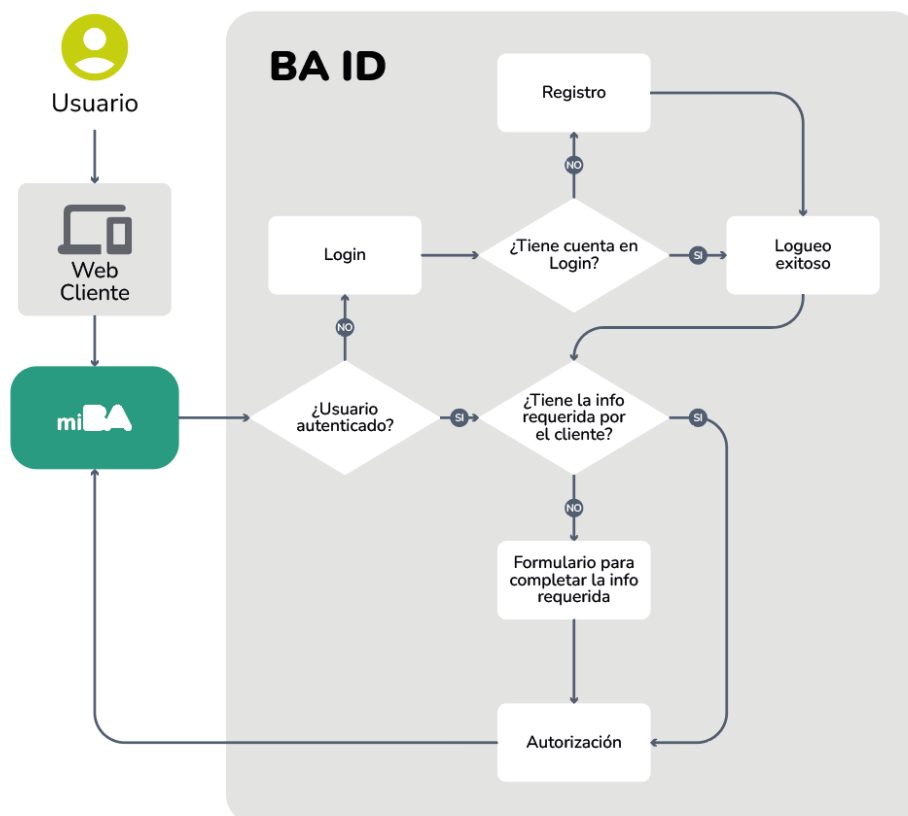 BA ID
Usuario
Registro
NO
Web
Cliente
Login
¿Tiene cuenta en
Login?
SI
Logueo
exitoso
NO
miBA
¿Usuario
autenticado?
SI
¿Tiene la info
requerida por
el cliente?
SI
NO
Formulario para
completar la info
requerida
Autorización